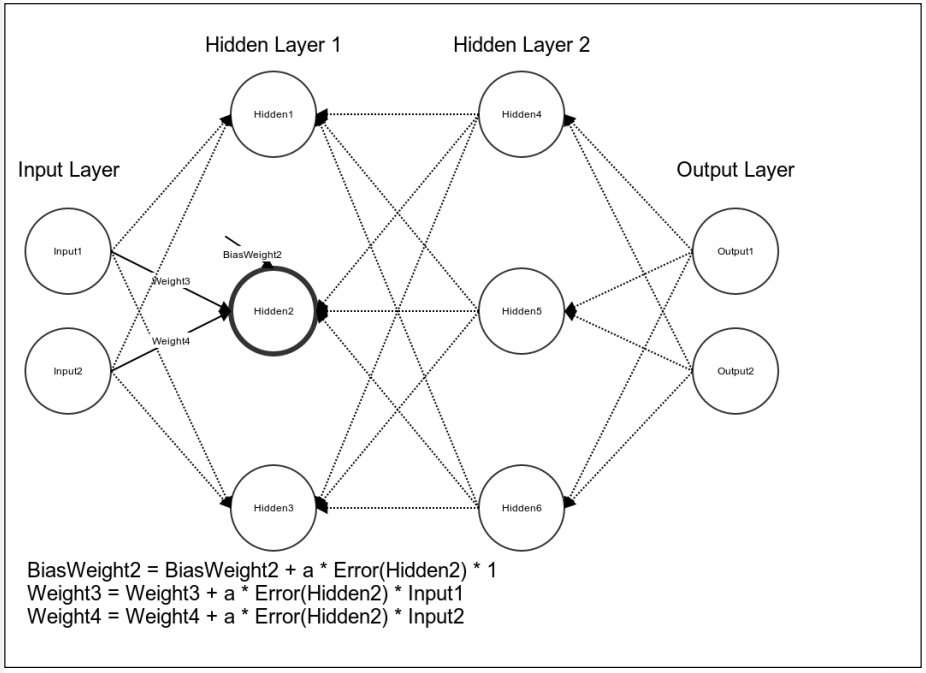 Hidden Layer 1
Hidden Layer 2
Hidden1
Hidden4
Input Layer
Output Layer
Input1
BiasWeight2
Output1
Weight3
Hidden2
Hidden5
Weight4
Input2
Output2
Hidden3
Hidden6
BiasWeight2 = BiasWeight2 + a * Error(Hidden2) * 1
Weight3 = Weight3 + a * Error(Hidden2) * Input1
Weight4 = Weight4 + a * Error(Hidden2) * Input2